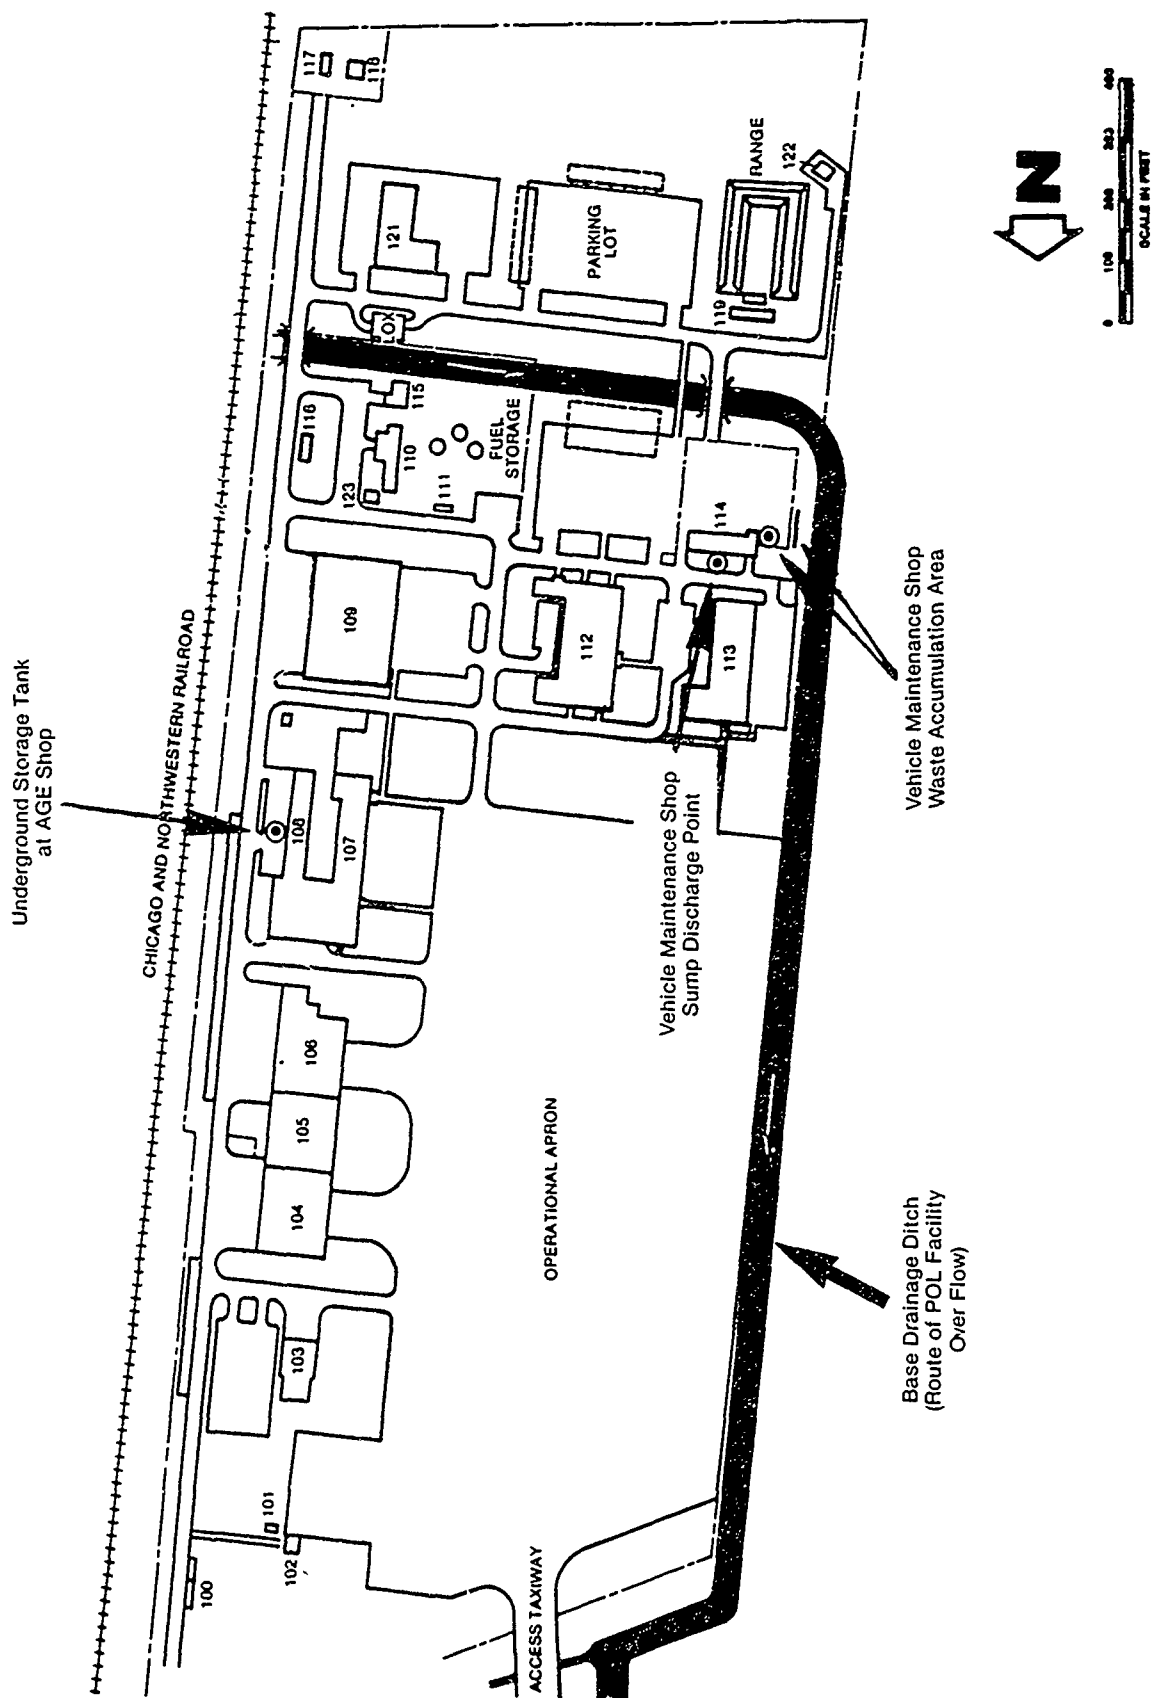 Underground Storage Tank
at AGE Shop
CHICAGO AND NORTHWESTERN RAILROAD
117
118
121
LOX
PARKING
LOT
RANGE
122
119
116
115
110
123
111
FUEL
STORAGE
114
109
112
113
108
107
106
105
104
103
101
102
100
OPERATIONAL APRON
ACCESS TAXIWAY
Vehicle Maintenance Shop
Sump Discharge Point
Vehicle Maintenance Shop
Waste Accumulation Area
Base Drainage Ditch
(Route of POL Facility
Over Flow)
N
0 100 200 300 400
SCALE IN FEET